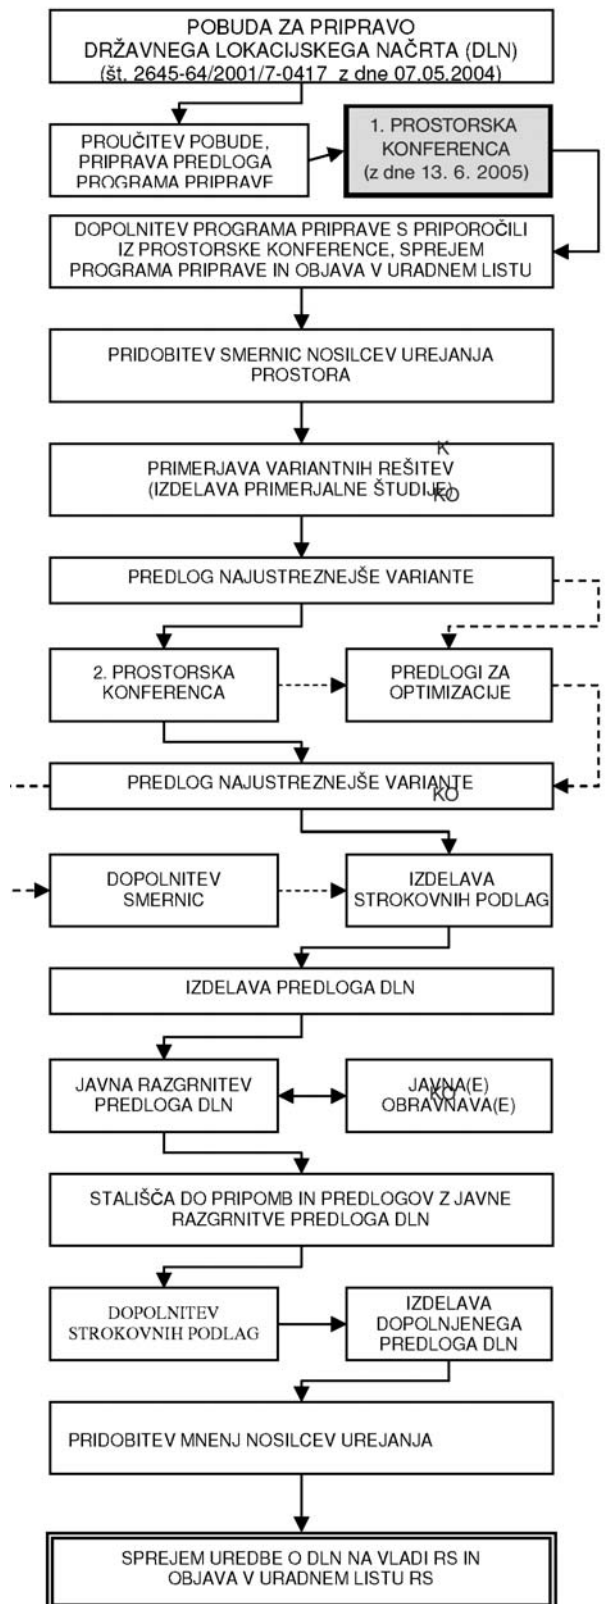 POBUDA ZA PRIPRAVO
DRŽAVNEGA LOKACIJSKEGA NAČRTA (DLN)
(št. 2645-64/2001/7-0417 z dne 07.05.2004)
PROUČITEV POBUDE,
PRIPRAVA PREDLOGA
PROGRAMA PRIPRAVE
1. PROSTORSKA
KONFERENCA
(z dne 13. 6. 2005)
DOPOLNITEV PROGRAMA PRIPRAVE S PRIPOROČILI
IZ PROSTORSKE KONFERENCE, SPREJEM
PROGRAMA PRIPRAVE IN OBJAVA V URADNEM LISTU
PRIDOBITEV SMERNIC NOSILCEV UREJANJA
PROSTORA
K
PRIMERJAVA VARIANTNIH REŠITEV
(IZDELAVA PRIMERJALNE ŠTUDIJE)
KO
PREDLOG NAJUSTREZNEJŠE VARIANTE
2. PROSTORSKA
KONFERENCA
PREDLOGI ZA
OPTIMIZACIJE
PREDLOG NAJUSTREZNEJŠE VARIANTE
KO
DOPOLNITEV
SMERNIC
IZDELAVA
STROKOVNIH PODLAG
IZDELAVA PREDLOGA DLN
JAVNA RAZGRNITEV
PREDLOGA DLN
JAVNA(E)
KO
OBRAVNAVA(E)
STALIŠČA DO PRIPOMB IN PREDLOGOV Z JAVNE
RAZGRNITVE PREDLOGA DLN
DOPOLNITEV
STROKOVNIH PODLAG
IZDELAVA
DOPOLNJENEGA
PREDLOGA DLN
PRIDOBITEV MNENJ NOSILCEV UREJANJA
SPREJEM UREDBE O DLN NA VLADI RS IN
OBJAVA V URADNEM LISTU RS